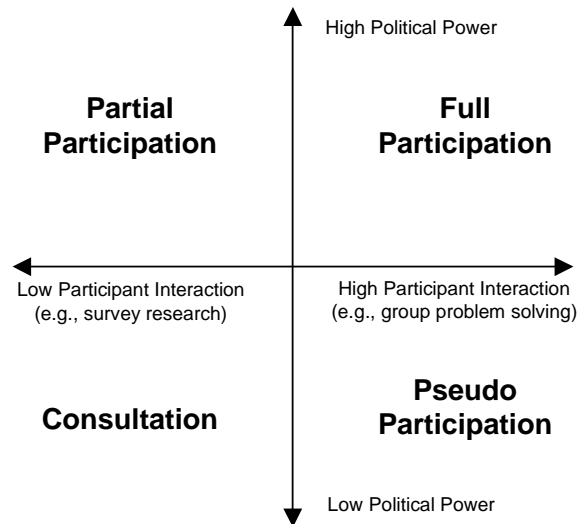 High Political Power
Partial
Participation
Full
Participation
Low Participant Interaction
(e.g., survey research)
High Participant Interaction
(e.g., group problem solving)
Consultation
Pseudo
Participation
Low Political Power